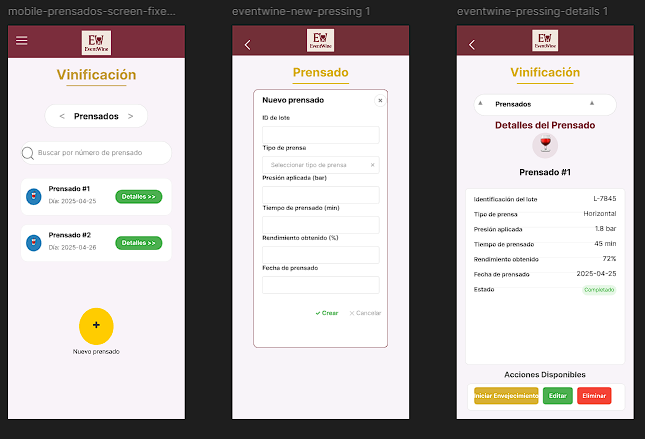 mobile-prensados-screen-fixe...
EW
EventWine
Vinificación
< Prensados >
Buscar por número de prensado
Prensado #1
Día: 2025-04-25
Detalles >>
Prensado #2
Día: 2025-04-26
Detalles >>
+
Nuevo prensado
eventwine-new-pressing 1
EW
EventWine
Prensado
Nuevo prensado
×
ID de lote
Tipo de prensa
Seleccionar tipo de prensa ×
Presión aplicada (bar)
Tiempo de prensado (min)
Rendimiento obtenido (%)
Fecha de prensado
✓ Crear × Cancelar
eventwine-pressing-details 1
EW
EventWine
Vinificación
Prensados
Detalles del Prensado
Prensado #1
Identificación del lote L-7845
Tipo de prensa Horizontal
Presión aplicada 1.8 bar
Tiempo de prensado 45 min
Rendimiento obtenido 72%
Fecha de prensado 2025-04-25
Estado Completado
Acciones Disponibles
Iniciar Envejecimiento Editar Eliminar